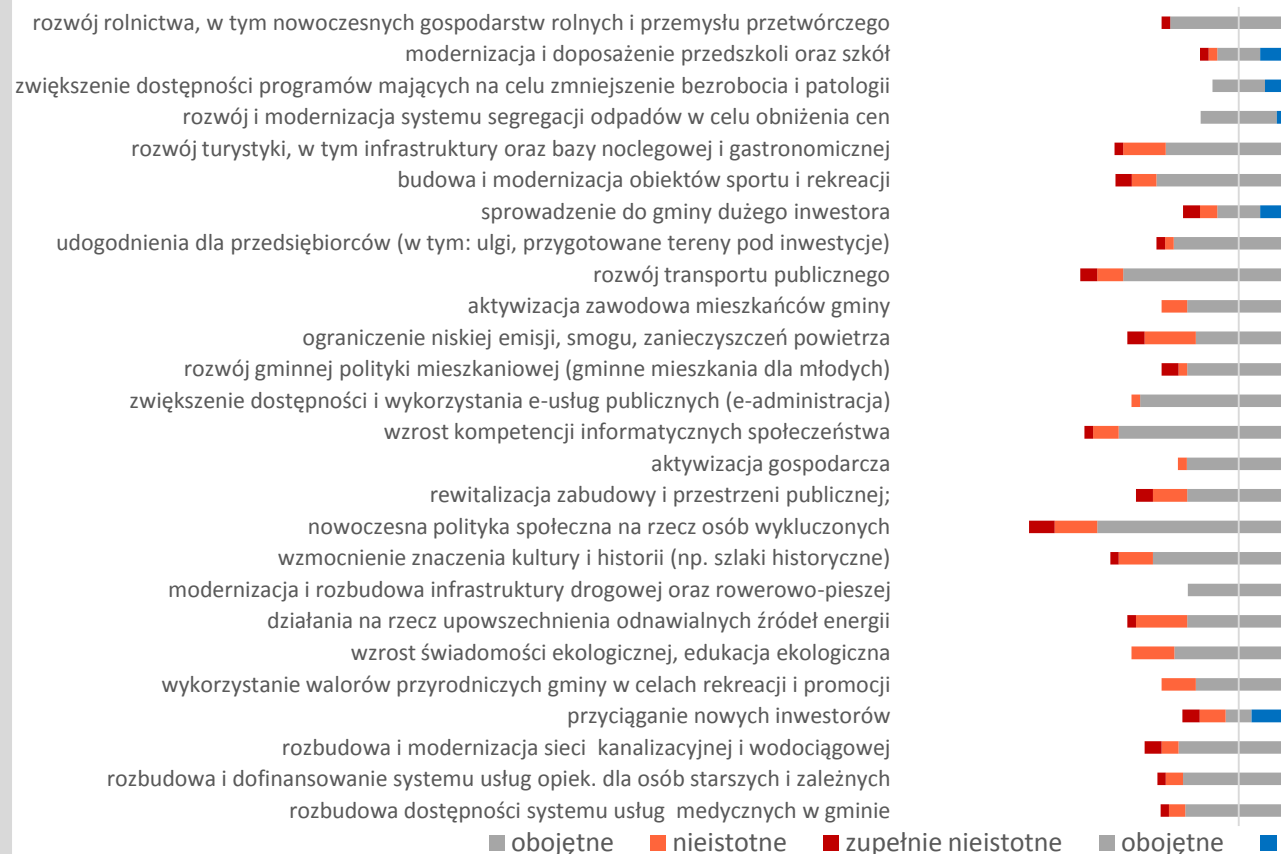 rozwój rolnictwa, w tym nowoczesnych gospodarstw rolnych i przemysłu przetwórczego
modernizacja i doposażenie przedszkoli oraz szkół
zwiększenie dostępności programów mających na celu zmniejszenie bezrobocia i patologii
rozwój i modernizacja systemu segregacji odpadów w celu obniżenia cen
rozwój turystyki, w tym infrastruktury oraz bazy noclegowej i gastronomicznej
budowa i modernizacja obiektów sportu i rekreacji
sprowadzenie do gminy dużego inwestora
udogodnienia dla przedsiębiorców (w tym: ulgi, przygotowane tereny pod inwestycje)
rozwój transportu publicznego
aktywizacja zawodowa mieszkańców gminy
ograniczenie niskiej emisji, smogu, zanieczyszczeń powietrza
rozwój gminnej polityki mieszkaniowej (gminne mieszkania dla młodych)
zwiększenie dostępności i wykorzystania e-usług publicznych (e-administracja)
wzrost kompetencji informatycznych społeczeństwa
aktywizacja gospodarcza
rewitalizacja zabudowy i przestrzeni publicznej;
nowoczesna polityka społeczna na rzecz osób wykluczonych
wzmocnienie znaczenia kultury i historii (np. szlaki historyczne)
modernizacja i rozbudowa infrastruktury drogowej oraz rowerowo-pieszej
działania na rzecz upowszechnienia odnawialnych źródeł energii
wzrost świadomości ekologicznej, edukacja ekologiczna
wykorzystanie walorów przyrodniczych gminy w celach rekreacji i promocji
przyciąganie nowych inwestorów
rozbudowa i modernizacja sieci kanalizacyjnej i wodociągowej
rozbudowa i dofinansowanie systemu usług opiek. dla osób starszych i zależnych
rozbudowa dostępności systemu usług medycznych w gminie
obojętne nieistotne zupełnie nieistotne obojętne